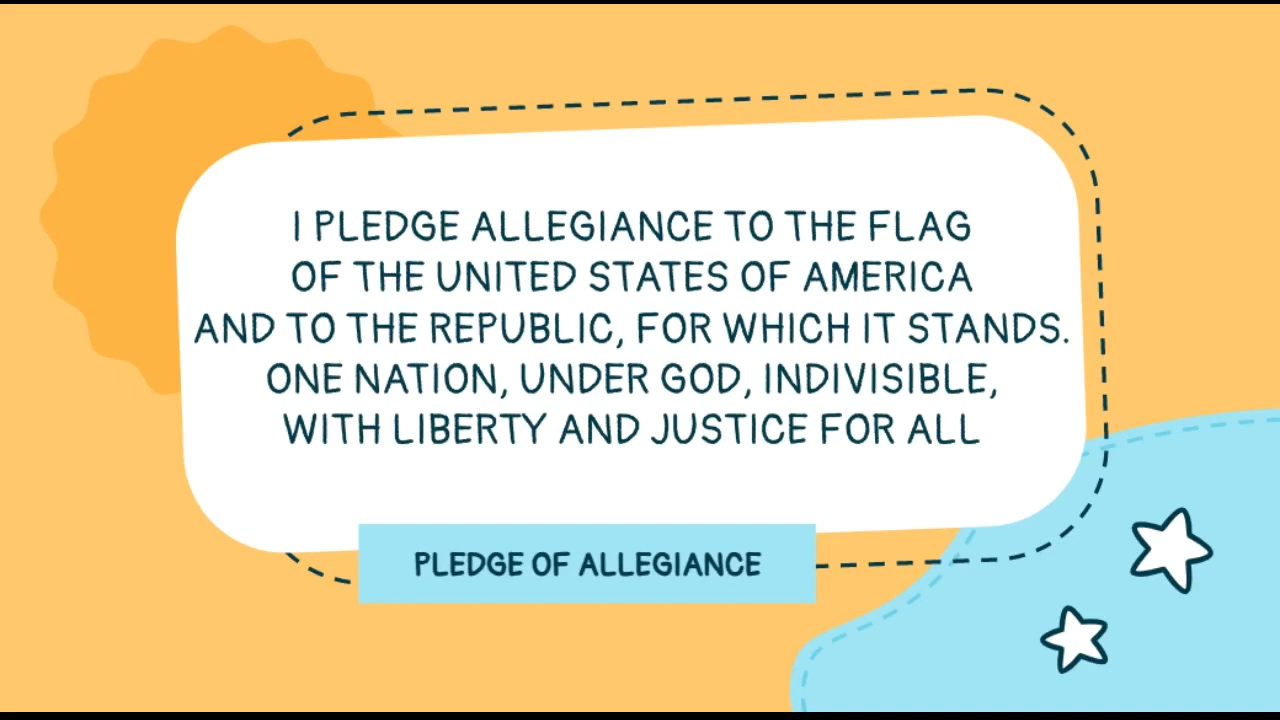 I PLEDGE ALLEGIANCE TO THE FLAG
OF THE UNITED STATES OF AMERICA
AND TO THE REPUBLIC, FOR WHICH IT STANDS.
ONE NATION, UNDER GOD, INDIVISIBLE,
WITH LIBERTY AND JUSTICE FOR ALL
PLEDGE OF ALLEGIANCE